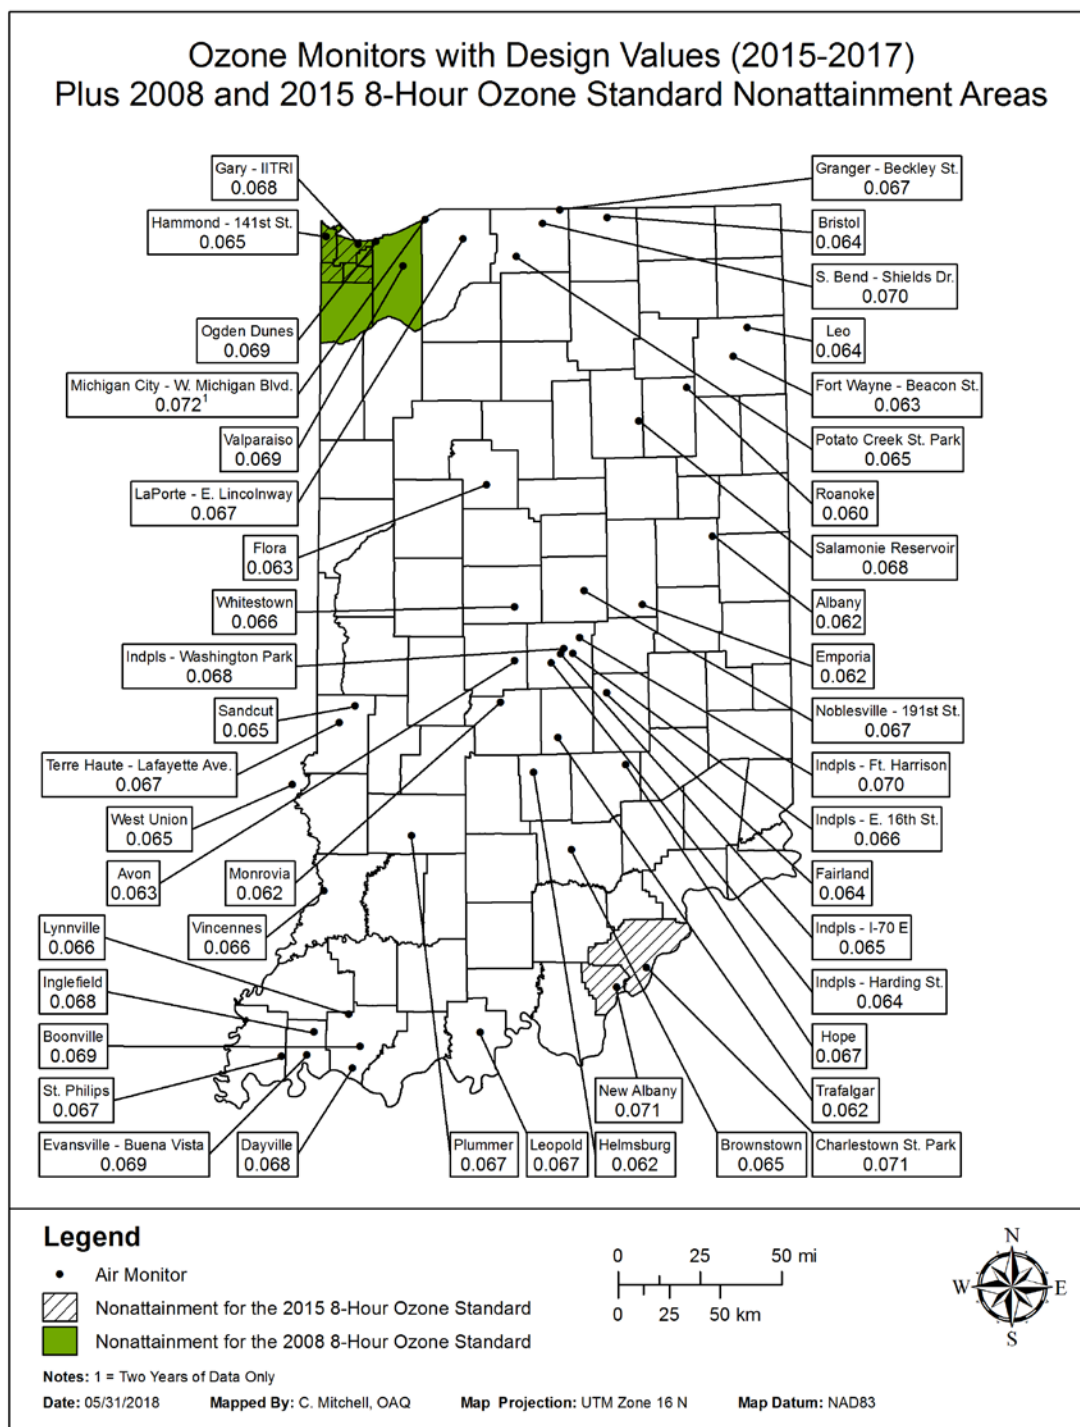 Ozone Monitors with Design Values (2015-2017)
Plus 2008 and 2015 8-Hour Ozone Standard Nonattainment Areas
Gary - IITRI
0.068
Hammond - 141st St.
0.065
Ogden Dunes
0.069
Michigan City - W. Michigan Blvd.
0.072¹
Valparaiso
0.069
LaPorte - E. Lincolnway
0.067
Flora
0.063
Whitestown
0.066
Indpls - Washington Park
0.068
Sandcut
0.065
Terre Haute - Lafayette Ave.
0.067
West Union
0.065
Avon
0.063
Monrovia
0.062
Vincennes
0.066
Lynnville
0.066
Inglefield
0.068
Boonville
0.069
St. Philips
0.067
Evansville - Buena Vista
0.069
Dayville
0.068
Plummer
0.067
Leopold
0.067
Helmsburg
0.062
New Albany
0.071
Brownstown
0.065
Granger - Beckley St.
0.067
Bristol
0.064
S. Bend - Shields Dr.
0.070
Leo
0.064
Fort Wayne - Beacon St.
0.063
Potato Creek St. Park
0.065
Roanoke
0.060
Salamonie Reservoir
0.068
Albany
0.062
Emporia
0.062
Noblesville - 191st St.
0.067
Indpls - Ft. Harrison
0.070
Indpls - E. 16th St.
0.066
Fairland
0.064
Indpls - I-70 E
0.065
Indpls - Harding St.
0.064
Hope
0.067
Trafalgar
0.062
Charlestown St. Park
0.071
Legend
Air Monitor
Nonattainment for the 2015 8-Hour Ozone Standard
Nonattainment for the 2008 8-Hour Ozone Standard
0 25 50 mi
0 25 50 km
N
W E
S
Notes: 1 = Two Years of Data Only
Date: 05/31/2018 Mapped By: C. Mitchell, OAQ Map Projection: UTM Zone 16 N Map Datum: NAD83